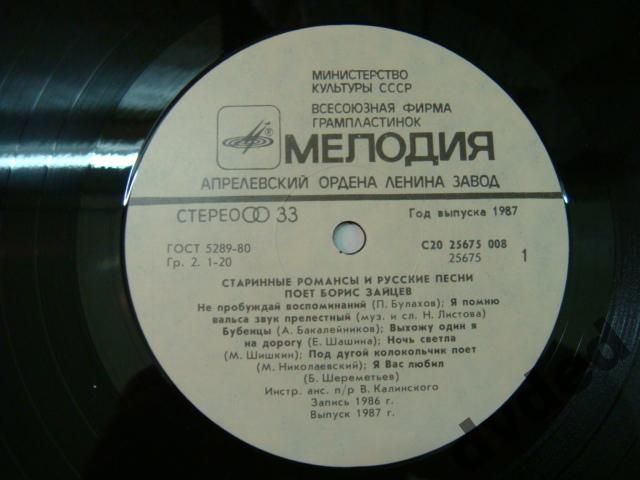 МИНИСТЕРСТВО
КУЛЬТУРЫ СССР
ВСЕСОЮЗНАЯ ФИРМА
ГРАМПЛАСТИНОК
МЕЛОДИЯ
АПРЕЛЕВСКИЙ ОРДЕНА ЛЕНИНА ЗАВОД
СТЕРЕО 33
Год выпуска 1987
ГОСТ 5289-80
С20 25675 008
Гр. 2. 1-20
25675
1
СТАРИННЫЕ РОМАНСЫ И РУССКИЕ ПЕСНИ
ПОЕТ БОРИС ЗАЙЦЕВ
Не пробуждай воспоминаний (П. Булахов); Я помню
вальса звук прелестный (муз. и сл. Н. Листова)
Бубенцы (А. Бакалейников); Выхожу один я
на дорогу (Е. Шашина); Ночь светла
(М. Шишкин); Под дугой колокольчик поет
(М. Николаевский); Я Вас любил
(Б. Шереметьев)
Инстр. анс. п/р В. Калинского
Запись 1986 г.
Выпуск 1987 г.